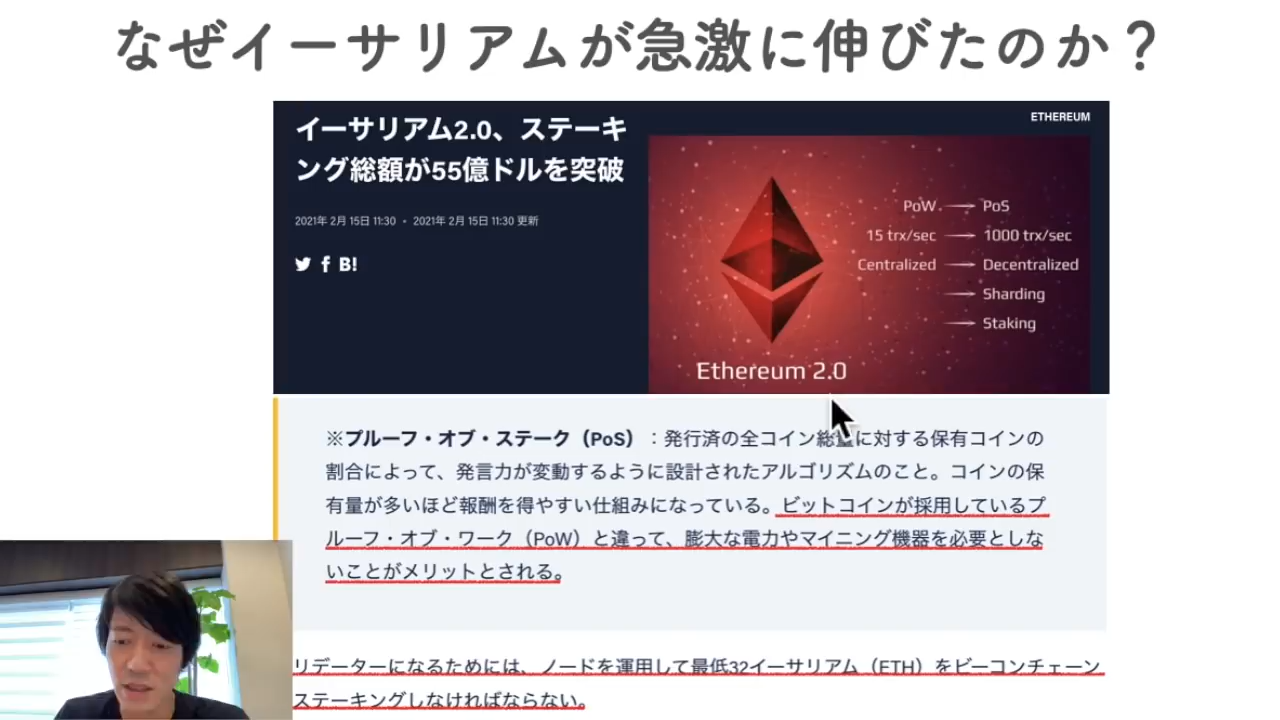 なぜイーサリアムが急激に伸びたのか？
イーサリアム2.0、ステーキ
ング総額が55億ドルを突破
2021年 2月 15日 11:30 ・ 2021年 2月 15日 11:30 更新
B!
ETHEREUM
PoW → PoS
15 trx/sec → 1000 trx/sec
Centralized → Decentralized
→ Sharding
→ Staking
Ethereum 2.0
※プルーフ・オブ・ステーク（PoS）：発行済の全コイン総量に対する保有コインの
割合によって、発言力が変動するように設計されたアルゴリズムのこと。コインの保
有量が多いほど報酬を得やすい仕組みになっている。ビットコインが採用しているプ
ルーフ・オブ・ワーク（PoW）と違って、膨大な電力やマイニング機器を必要としな
いことがメリットとされる。
リデーターになるためには、ノードを運用して最低32イーサリアム（ETH）をビーコンチェーン
ステーキングしなければならない。